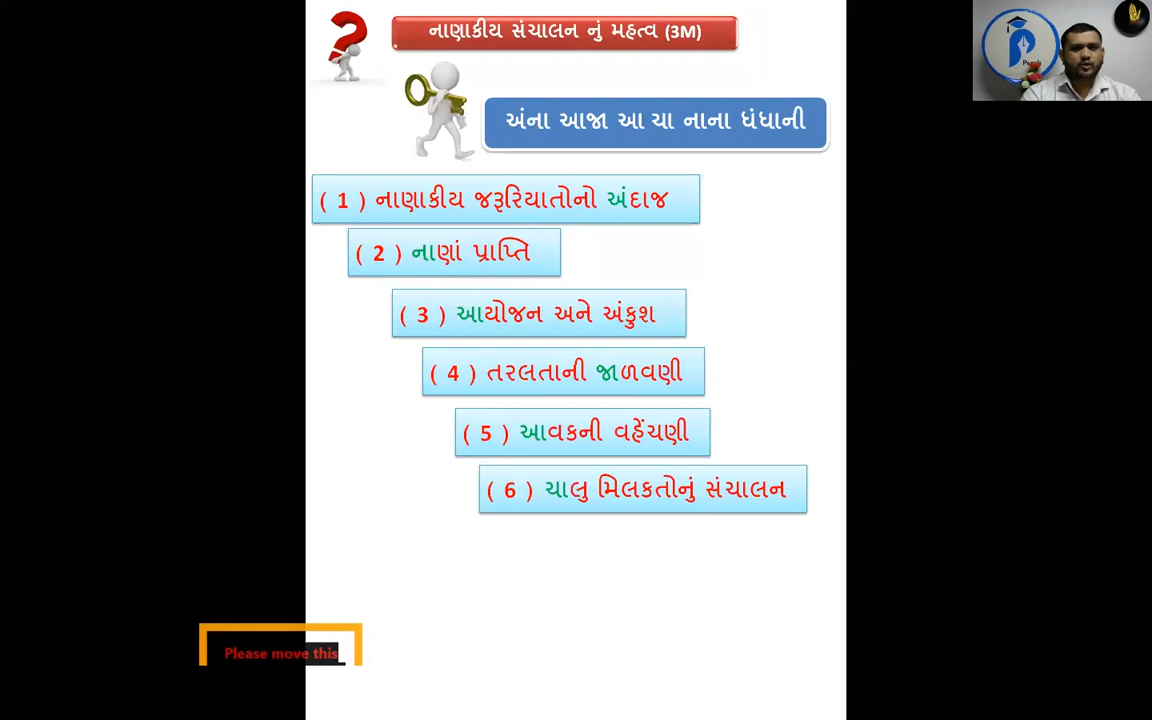 નાણાકીય સંચાલન નું મહત્વ (3M)
અંના આજા આ ચા નાના ધંધાની
( 1 ) નાણાકીય જરૂરિયાતોનો અંદાજ
( 2 ) નાણાં પ્રાપ્તિ
( 3 ) આયોજન અને અંકુશ
( 4 ) તરલતાની જાળવણી
( 5 ) આવકની વહેંચણી
( 6 ) ચાલુ મિલકતોનું સંચાલન
Please move this